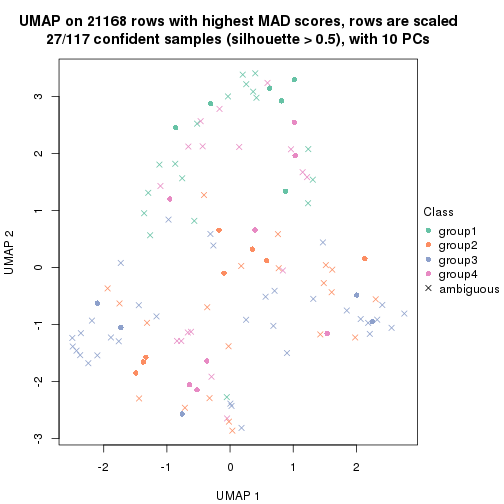 UMAP on 21168 rows with highest MAD scores, rows are scaled
27/117 confident samples (silhouette > 0.5), with 10 PCs
3
2
1
0
-1
-2
-3
UMAP 2
-2
-1
0
1
2
UMAP 1
Class
group1
group2
group3
group4
ambiguous